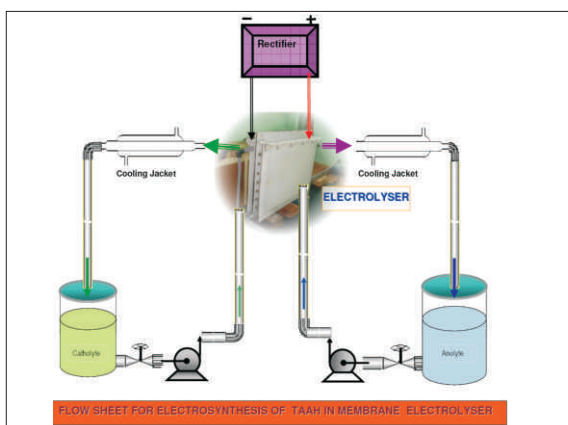 − +
Rectifier
Cooling Jacket
Cooling Jacket
ELECTROLYSER
Catholyte
Anolyte
FLOW SHEET FOR ELECTROSYNTHESIS OF TAAH IN MEMBRANE ELECTROLYSER